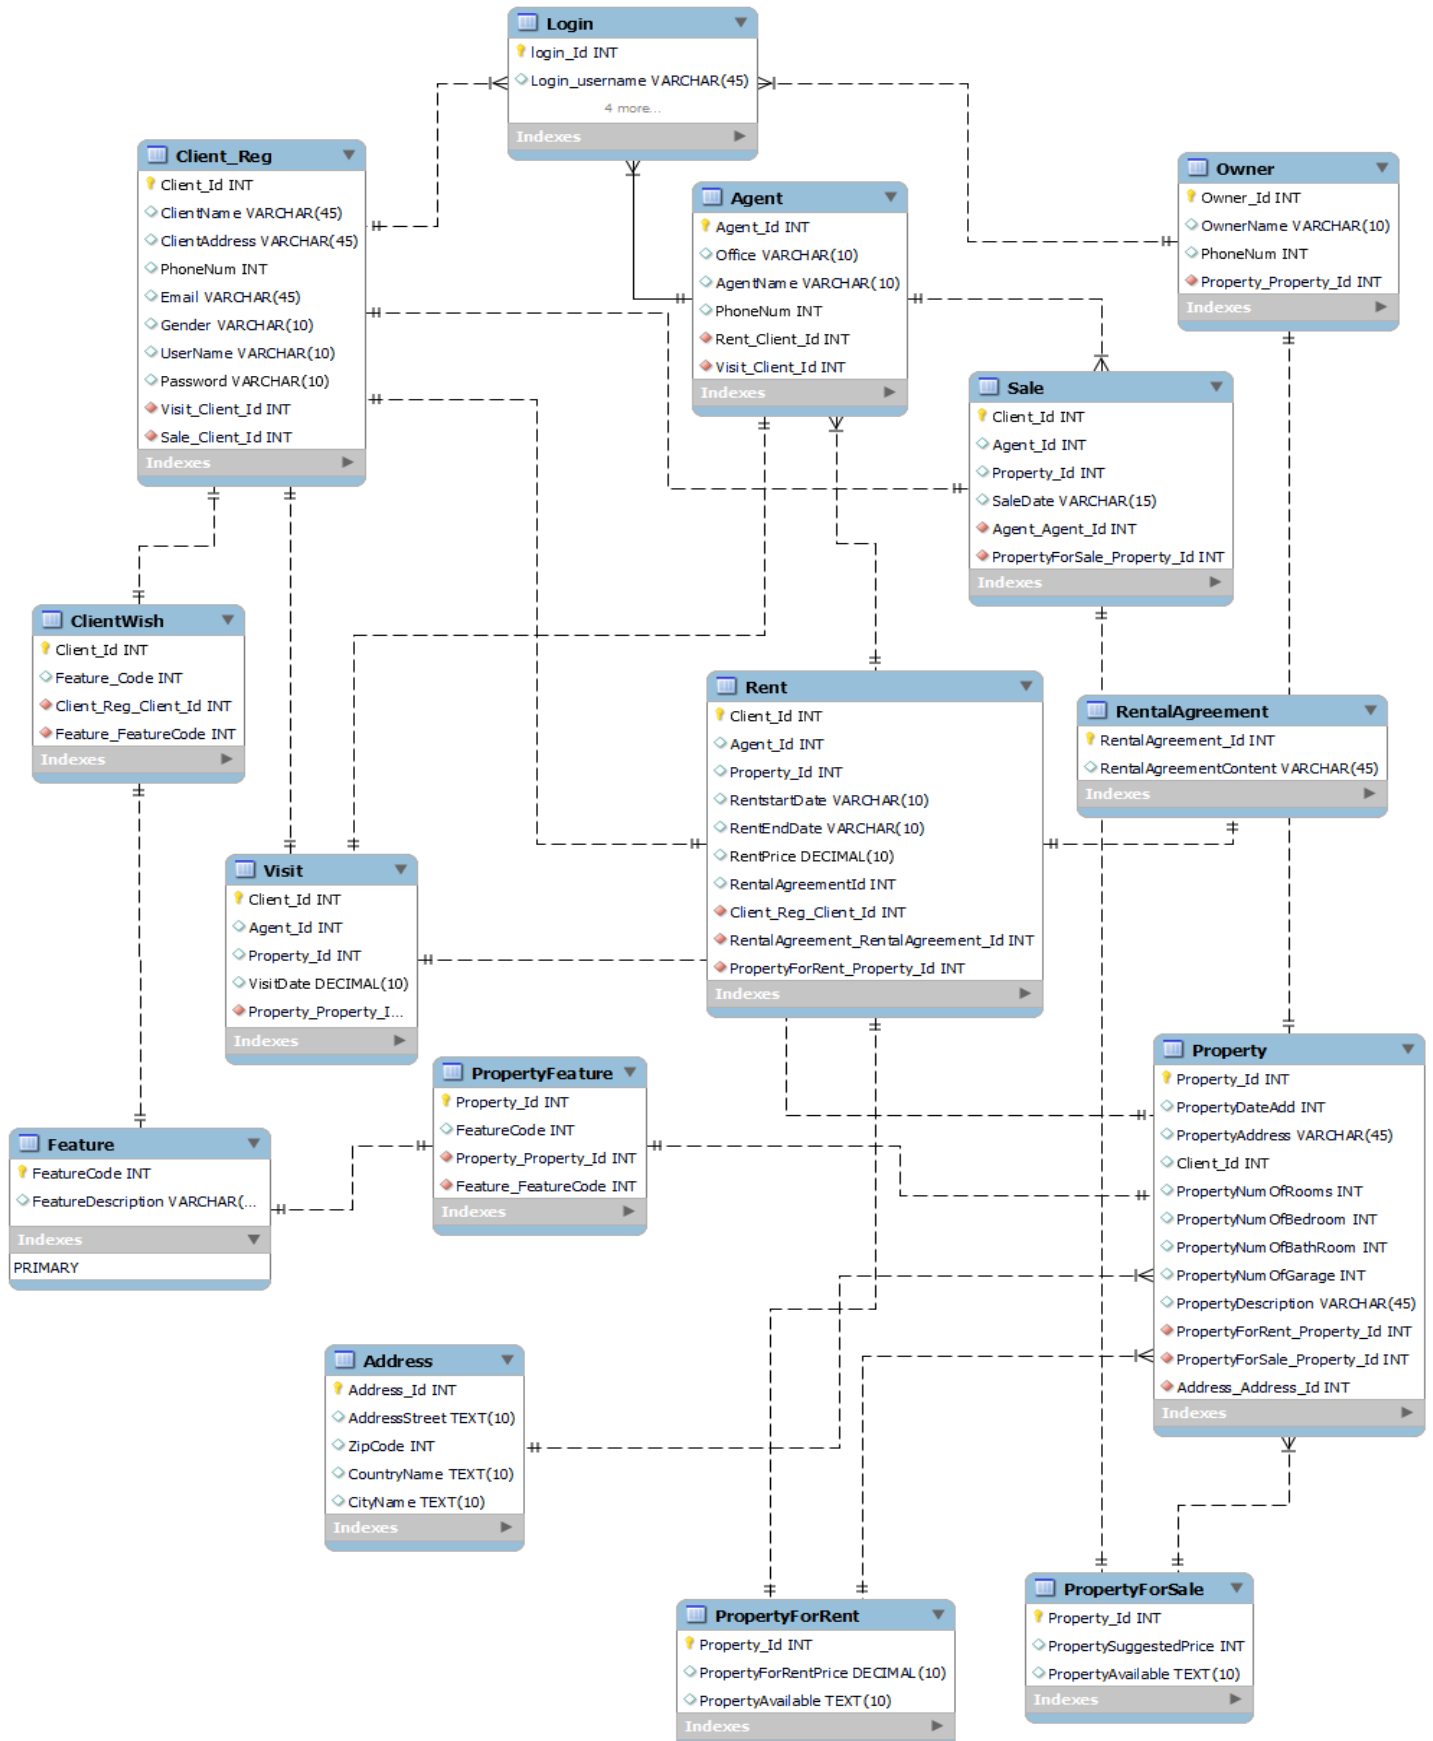 Login
login_Id INT
Login_username VARCHAR(45)
4 more...
Indexes
Client_Reg
Client_Id INT
ClientName VARCHAR(45)
ClientAddress VARCHAR(45)
PhoneNum INT
Email VARCHAR(45)
Gender VARCHAR(10)
UserName VARCHAR(10)
Password VARCHAR(10)
Visit_Client_Id INT
Sale_Client_Id INT
Indexes
Agent
Agent_Id INT
Office VARCHAR(10)
AgentName VARCHAR(10)
PhoneNum INT
Rent_Client_Id INT
Visit_Client_Id INT
Indexes
Owner
Owner_Id INT
OwnerName VARCHAR(10)
PhoneNum INT
Property_Property_Id INT
Indexes
Sale
Client_Id INT
Agent_Id INT
Property_Id INT
SaleDate VARCHAR(15)
Agent_Agent_Id INT
PropertyForSale_Property_Id INT
Indexes
ClientWish
Client_Id INT
Feature_Code INT
Client_Reg_Client_Id INT
Feature_FeatureCode INT
Indexes
Rent
Client_Id INT
Agent_Id INT
Property_Id INT
RentstartDate VARCHAR(10)
RentEndDate VARCHAR(10)
RentPrice DECIMAL(10)
RentalAgreementId INT
Client_Reg_Client_Id INT
RentalAgreement_RentalAgreement_Id INT
PropertyForRent_Property_Id INT
Indexes
RentalAgreement
RentalAgreement_Id INT
RentalAgreementContent VARCHAR(45)
Indexes
Visit
Client_Id INT
Agent_Id INT
Property_Id INT
VisitDate DECIMAL(10)
Property_Property_I...
Indexes
PropertyFeature
Property_Id INT
FeatureCode INT
Property_Property_Id INT
Feature_FeatureCode INT
Indexes
Property
Property_Id INT
PropertyDateAdd INT
PropertyAddress VARCHAR(45)
Client_Id INT
PropertyNumOfRooms INT
PropertyNumOfBedroom INT
PropertyNumOfBathRoom INT
PropertyNumOfGarage INT
PropertyDescription VARCHAR(45)
PropertyForRent_Property_Id INT
PropertyForSale_Property_Id INT
Address_Address_Id INT
Indexes
Feature
FeatureCode INT
FeatureDescription VARCHAR(...
Indexes
PRIMARY
Address
Address_Id INT
AddressStreet TEXT(10)
ZipCode INT
CountryName TEXT(10)
CityName TEXT(10)
Indexes
PropertyForRent
Property_Id INT
PropertyForRentPrice DECIMAL(10)
PropertyAvailable TEXT(10)
Indexes
PropertyForSale
Property_Id INT
PropertySuggestedPrice INT
PropertyAvailable TEXT(10)
Indexes